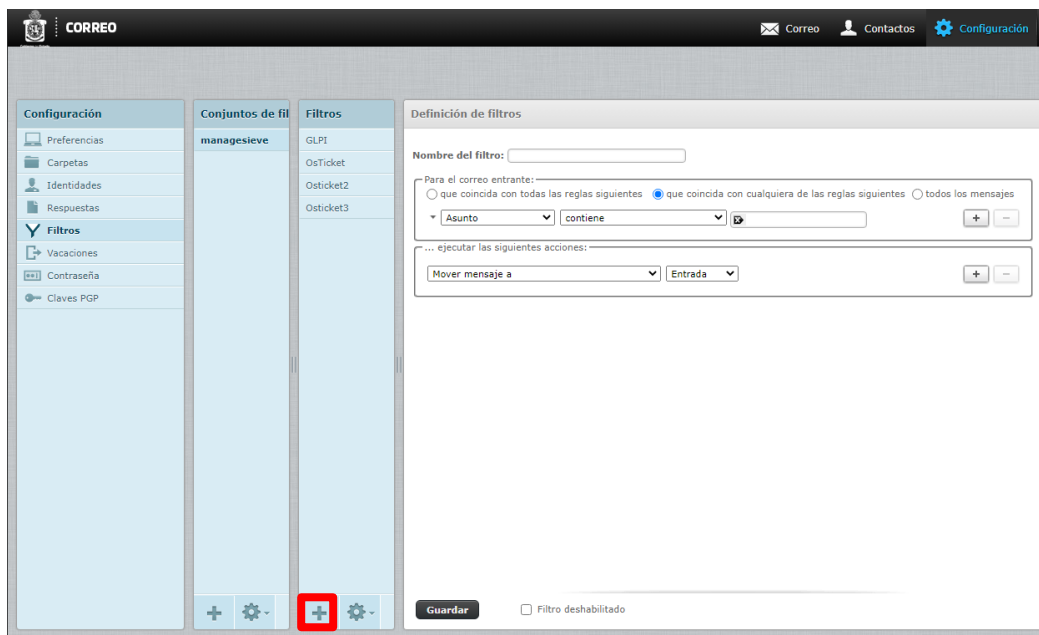 CORREO
Correo
Contactos
Configuración
Configuración
Preferencias
Carpetas
Identidades
Respuestas
Filtros
Vacaciones
Contraseña
Claves PGP
Conjuntos de fil
managesieve
Filtros
GLPI
OsTicket
Osticket2
Osticket3
Definición de filtros
Nombre del filtro:
Para el correo entrante:
que coincida con todas las reglas siguientes que coincida con cualquiera de las reglas siguientes todos los mensajes
Asunto contiene
... ejecutar las siguientes acciones:
Mover mensaje a Entrada
Guardar Filtro deshabilitado